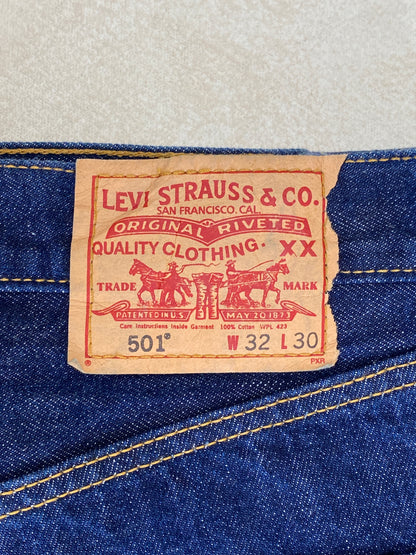 LEVI STRAUSS & CO.
SAN FRANCISCO. CAL.
ORIGINAL RIVETED
QUALITY CLOTHING. XX
TRADE MARK
PATENTED IN U.S. MAY 20 1873
Care Instructions Inside Garment 100% Cotton WPL 423
501® W 32 L 30
® PXR